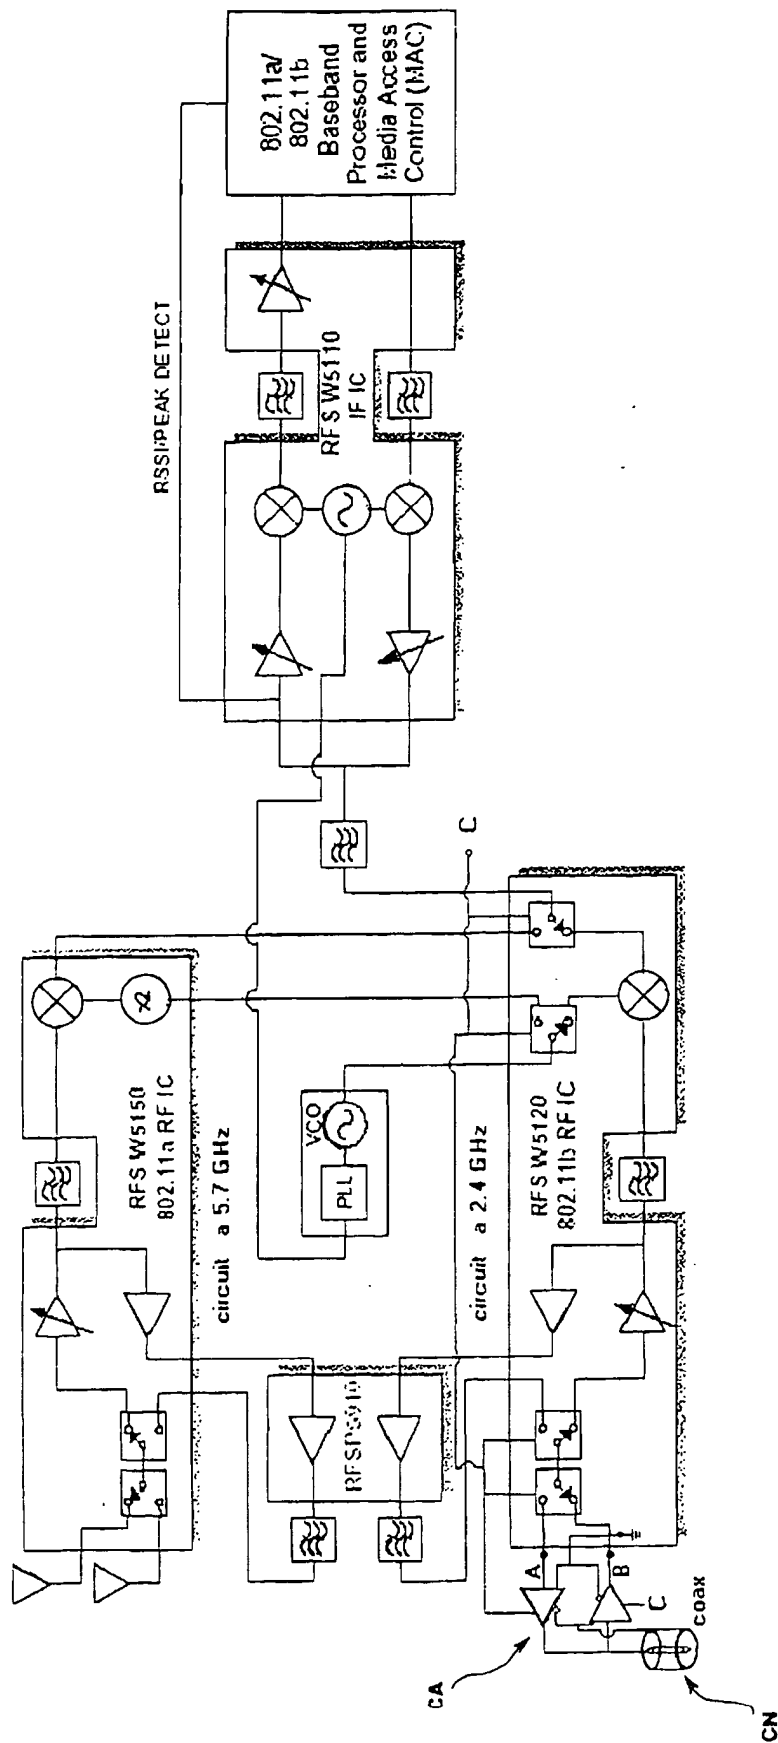 802.11a/
802.11b
Baseband
Processor and
Media Access
Control (MAC)
RSSI/PEAK DETECT
RFS W5110
IF IC
C
RFS W5150
802.11a RF IC
circuit a 5.7 GHz
VCO
PLL
circuit a 2.4 GHz
RFS W5120
802.11b RF IC
A
B
C
CA
coax
CN